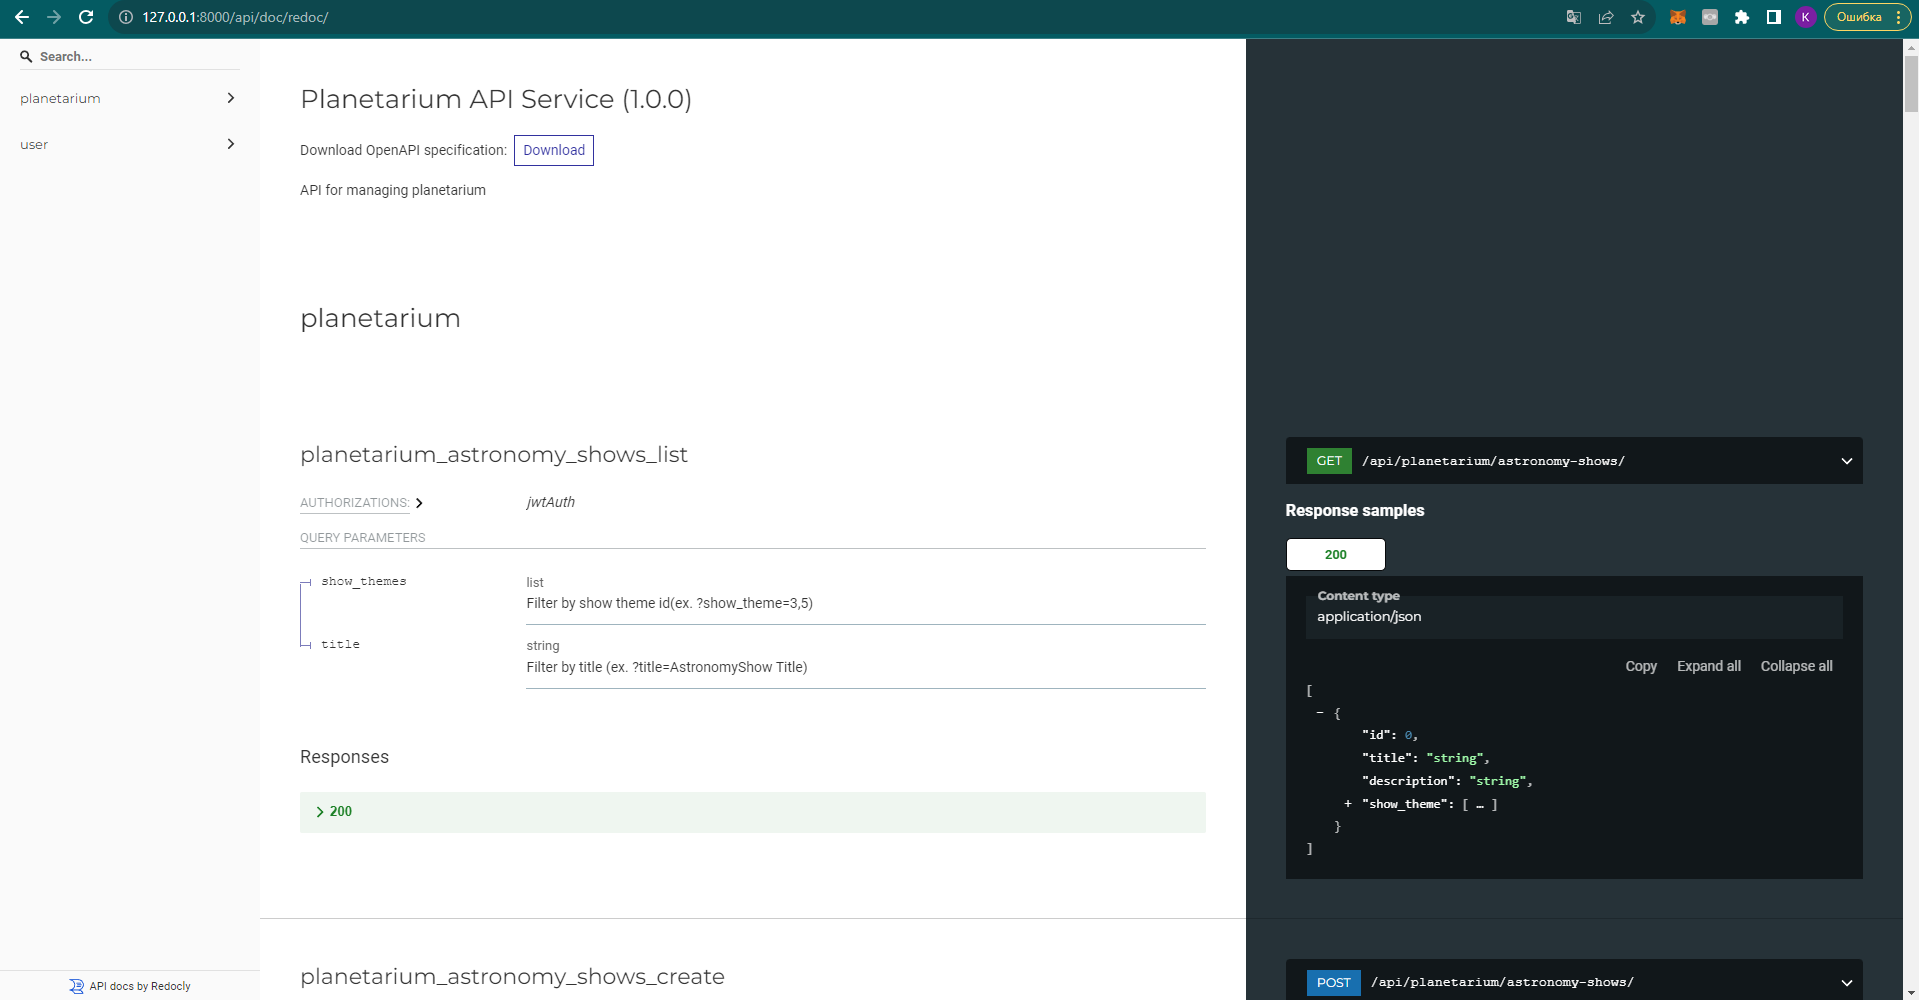 127.0.0.1:8000/api/doc/redoc/
K
Ошибка
Search...
planetarium
user
API docs by Redocly
Planetarium API Service (1.0.0)
Download OpenAPI specification: Download
API for managing planetarium
planetarium
planetarium_astronomy_shows_list
AUTHORIZATIONS: jwtAuth
QUERY PARAMETERS
show_themes list
Filter by show theme id(ex. ?show_theme=3,5)
title string
Filter by title (ex. ?title=AstronomyShow Title)
Responses
200
planetarium_astronomy_shows_create
GET /api/planetarium/astronomy-shows/
Response samples
200
Content type
application/json
Copy Expand all Collapse all
[
- {
"id": 0,
"title": "string",
"description": "string",
+ "show_theme": [ … ]
}
]
POST /api/planetarium/astronomy-shows/